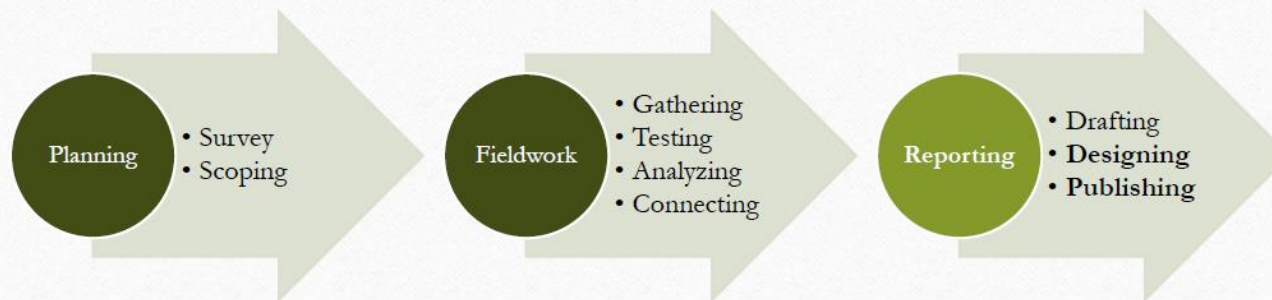 Planning
• Survey
• Scoping
Fieldwork
• Gathering
• Testing
• Analyzing
• Connecting
Reporting
• Drafting
• Designing
• Publishing